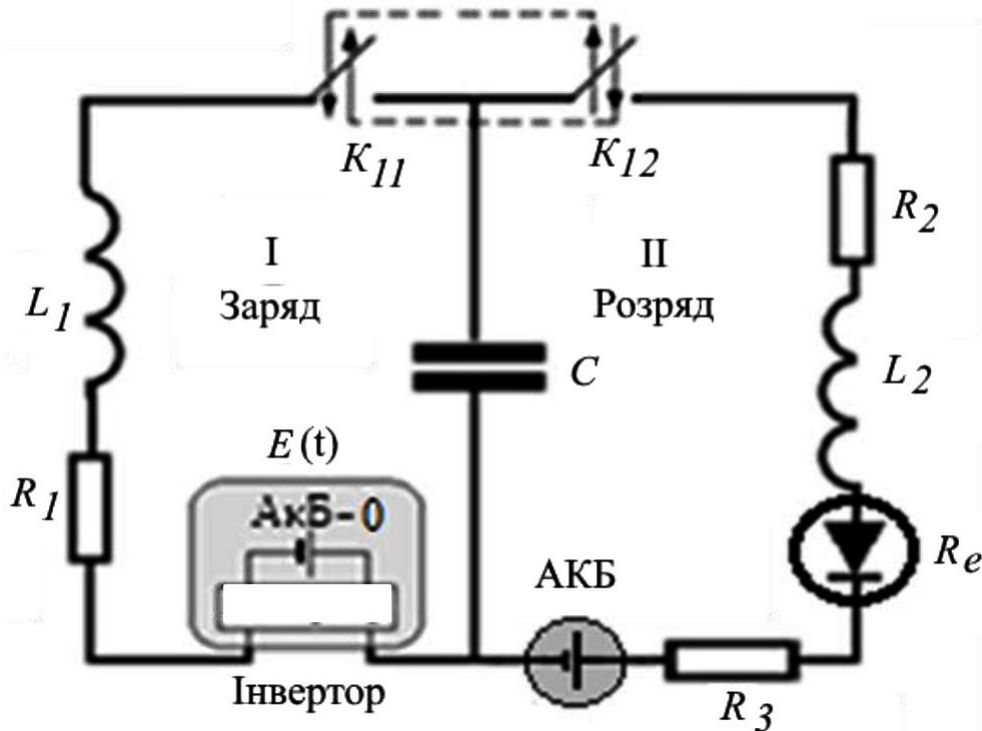 K11
K12
R2
I
Заряд
II
Розряд
L1
C
L2
E(t)
R1
АкБ-0
АКБ
Re
Інвертор
R3